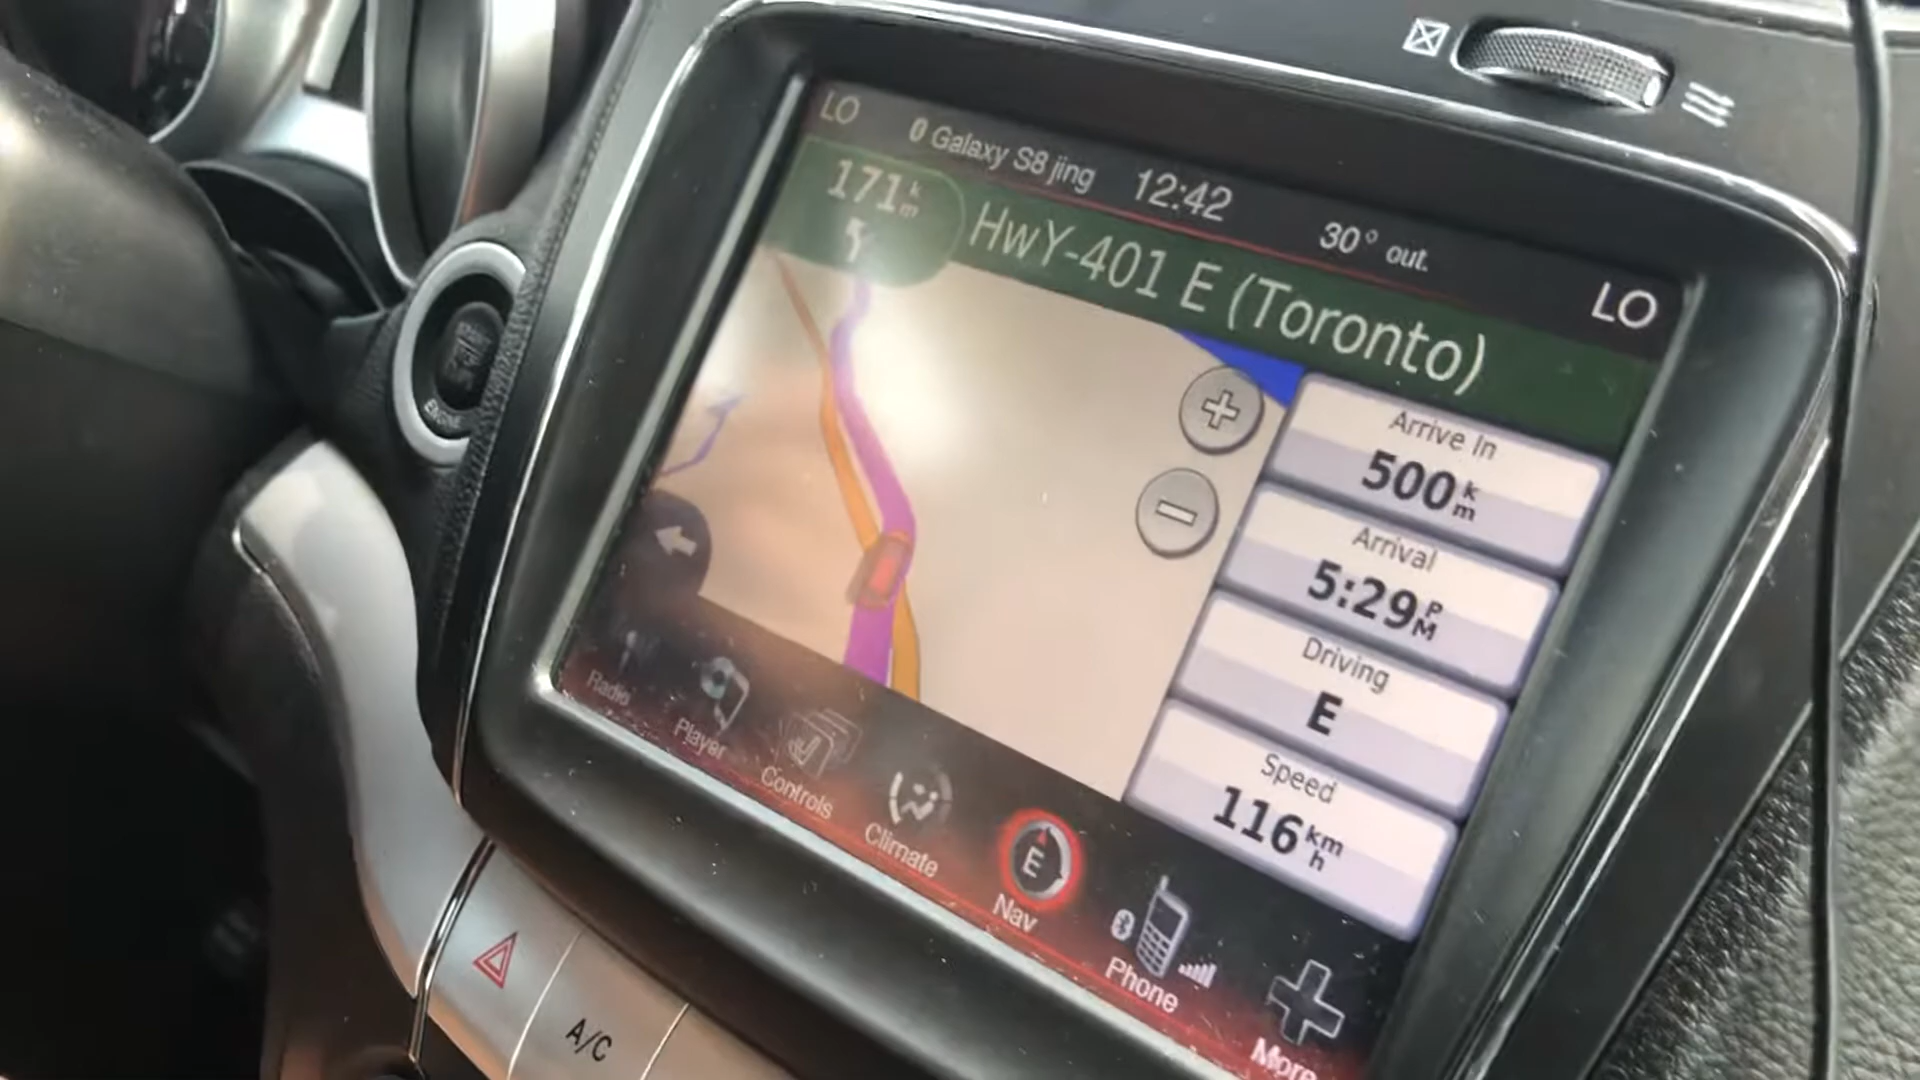 LO
Galaxy S8 jing
12:42
30° out.
LO
171 km
HwY-401 E (Toronto)
Arrive In
500 km
Arrival
5:29 PM
Driving
E
Speed
116 km h
Radio
Player
Controls
Climate
E
Nav
Phone
More
ENGINE
A/C